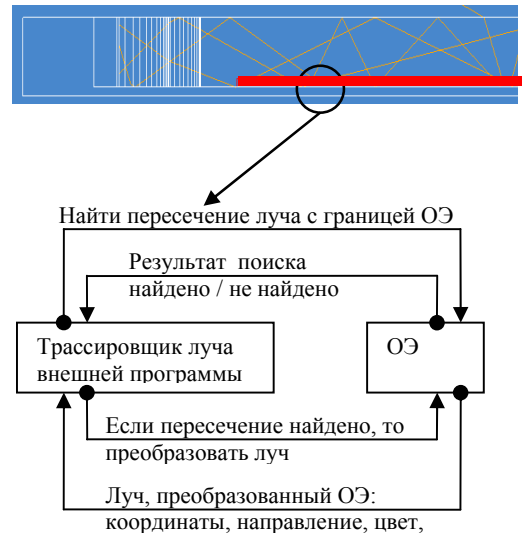 Найти пересечение луча с границей ОЭ
Результат поиска
найдено / не найдено
Трассировщик луча
внешней программы
ОЭ
Если пересечение найдено, то
преобразовать луч
Луч, преобразованный ОЭ:
координаты, направление, цвет,